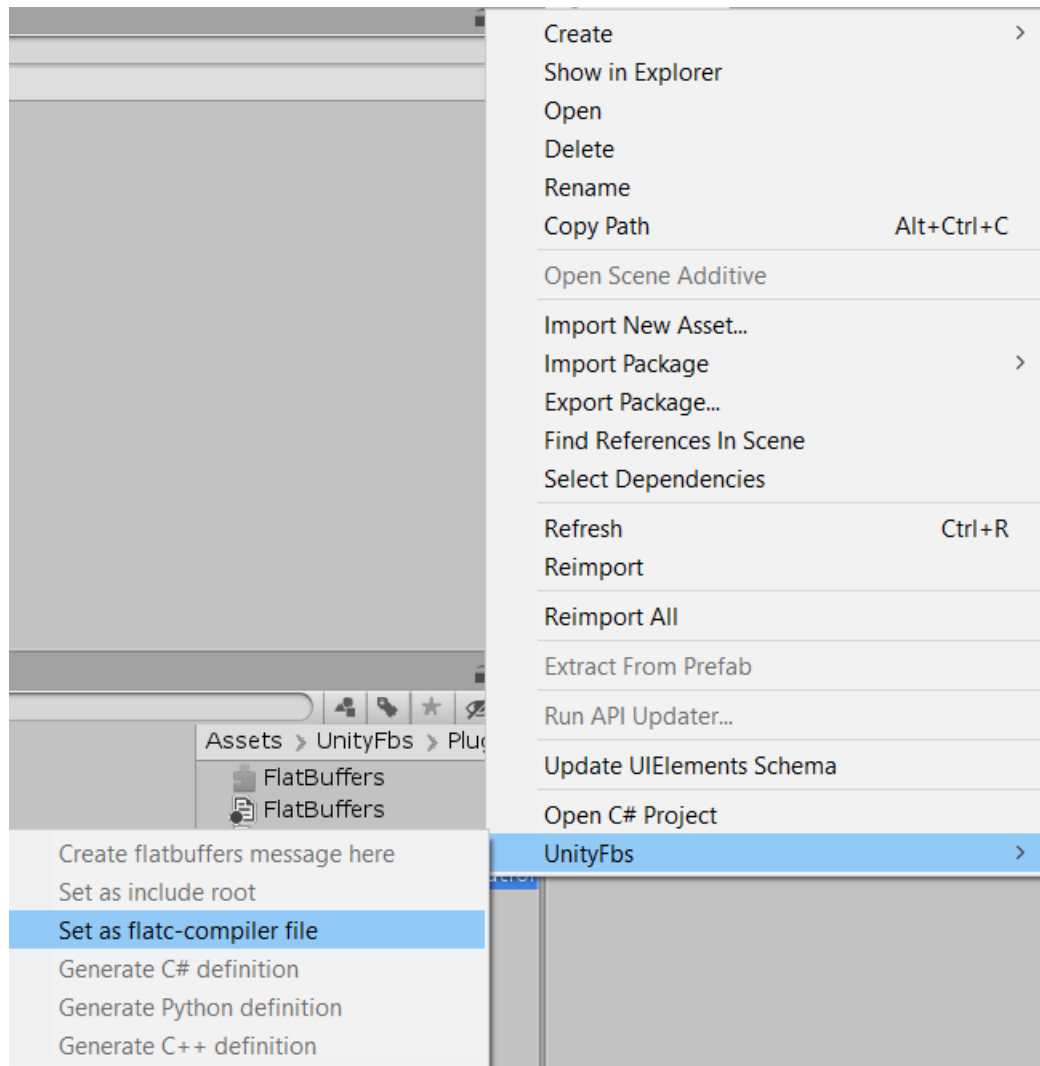 Create
Show in Explorer
Open
Delete
Rename
Copy Path Alt+Ctrl+C
Open Scene Additive
Import New Asset...
Import Package
Export Package...
Find References In Scene
Select Dependencies
Refresh Ctrl+R
Reimport
Reimport All
Extract From Prefab
Run API Updater...
Update UIElements Schema
Open C# Project
UnityFbs
Assets > UnityFbs >
FlatBuffers
FlatBuffers
Create flatbuffers message here
Set as include root
Set as flatc-compiler file
Generate C# definition
Generate Python definition
Generate C++ definition